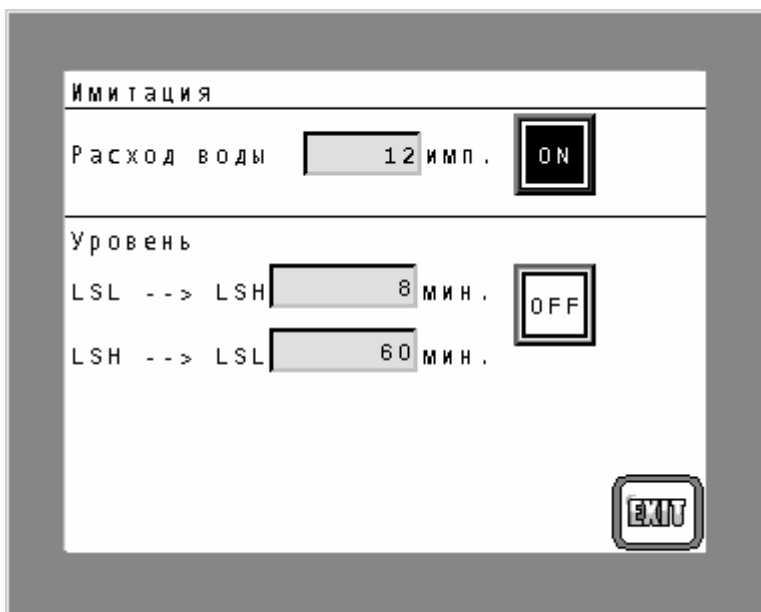 Имитация
Расход воды 12 имп. ON
Уровень
LSL --> LSH 8 мин. OFF
LSH --> LSL 60 мин.
EXIT